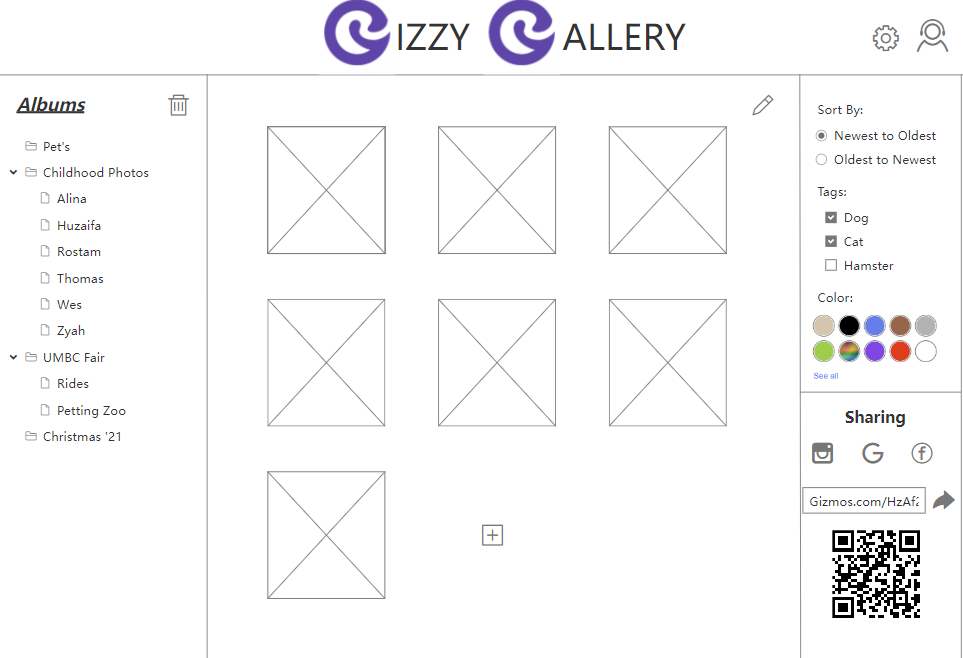 IZZY ALLERY
Albums
Pet's
Childhood Photos
Alina
Huzaifa
Rostam
Thomas
Wes
Zyah
UMBC Fair
Rides
Petting Zoo
Christmas '21
Sort By:
Newest to Oldest
Oldest to Newest
Tags:
Dog
Cat
Hamster
Color:
See all
Sharing
Gizmos.com/HzAf2